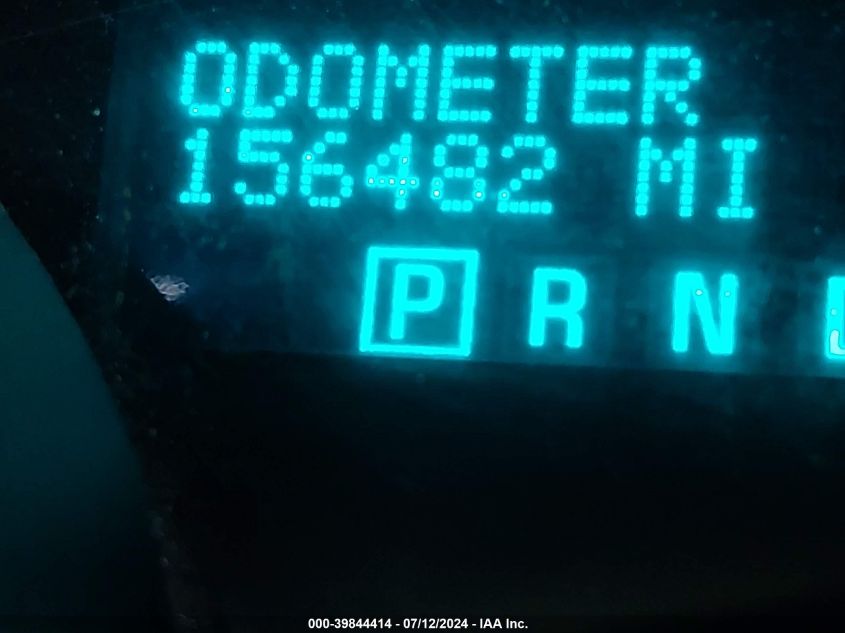 ODOMETER
156482 MI
P R N
000-39844414 - 07/12/2024 - IAA Inc.